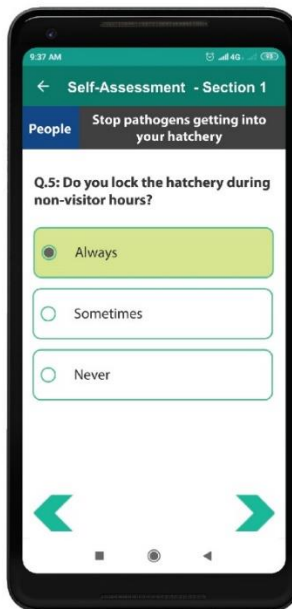 9:37 AM
4G
Self-Assessment - Section 1
People
Stop pathogens getting into
your hatchery
Q.5: Do you lock the hatchery during
non-visitor hours?
Always
Sometimes
Never